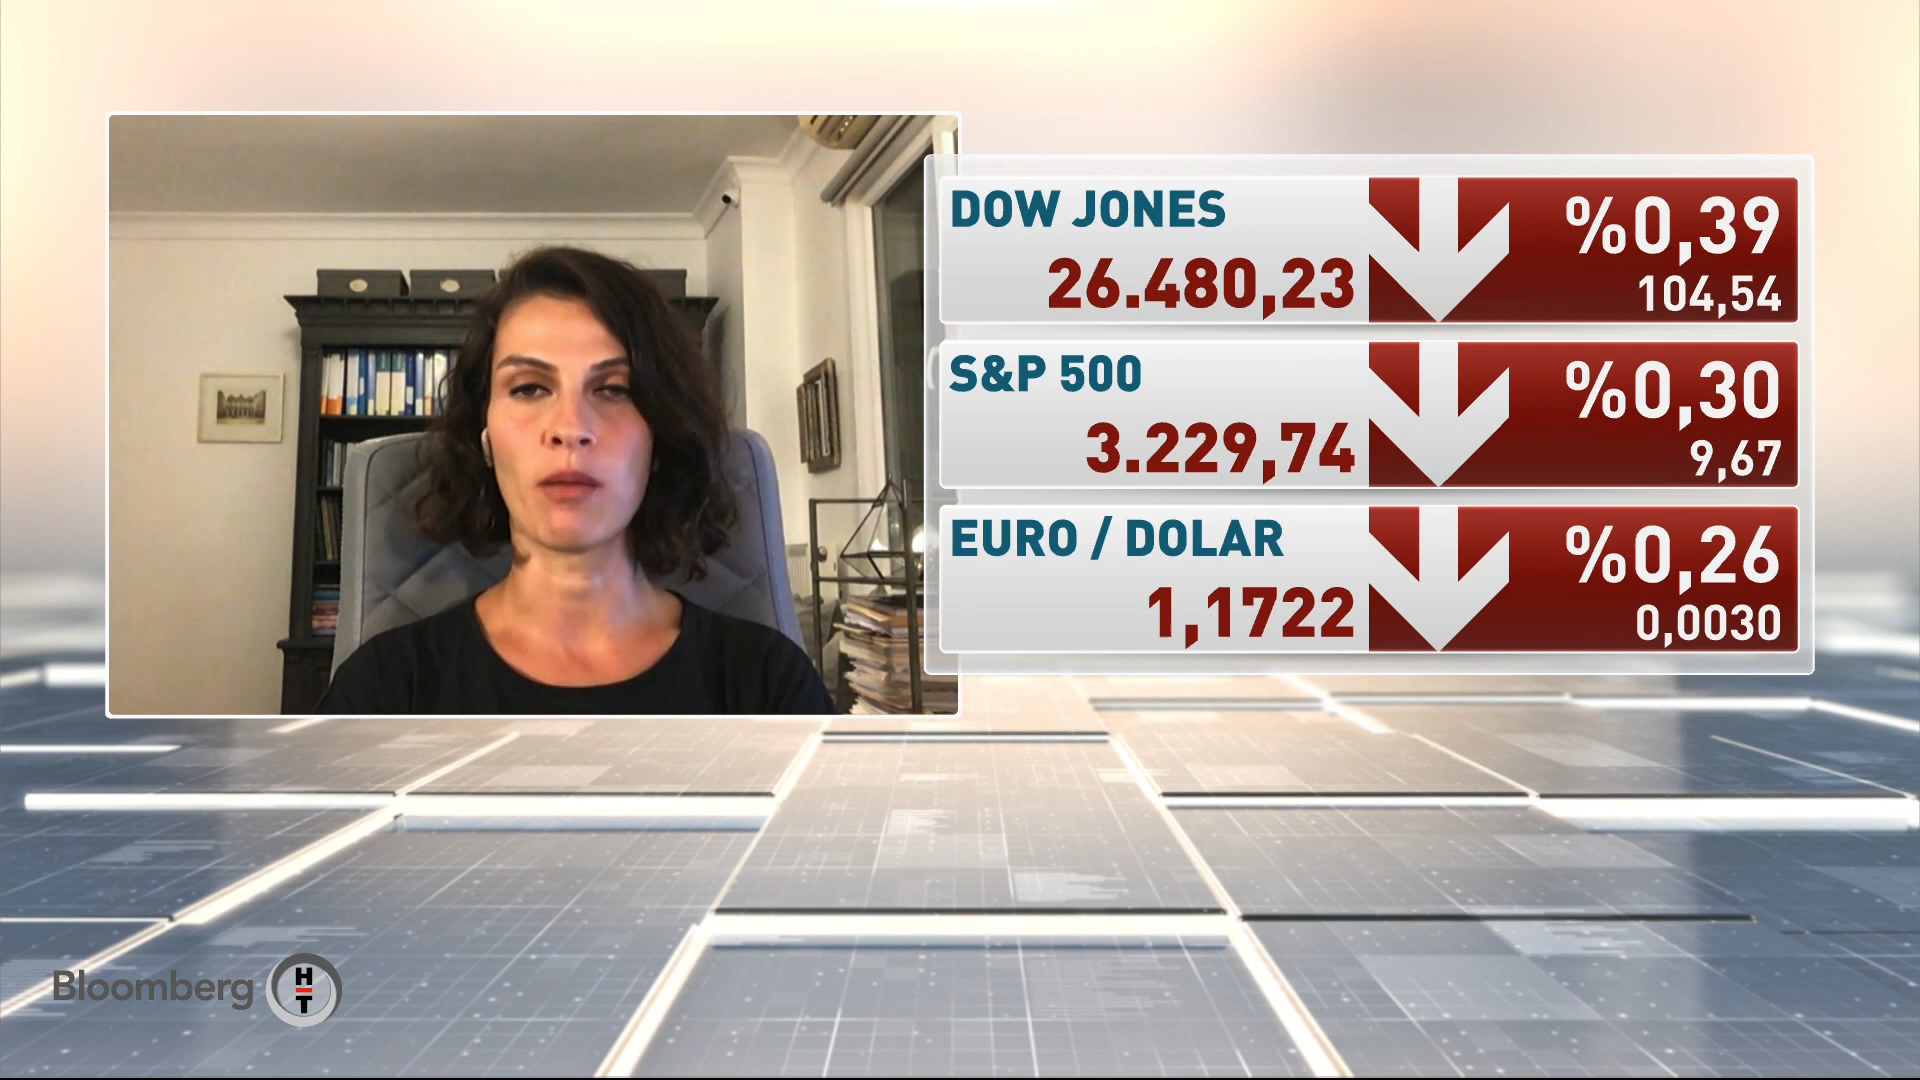 DOW JONES
26.480,23
%0,39
104,54
S&P 500
3.229,74
%0,30
9,67
EURO / DOLAR
1,1722
%0,26
0,0030
Bloomberg HT